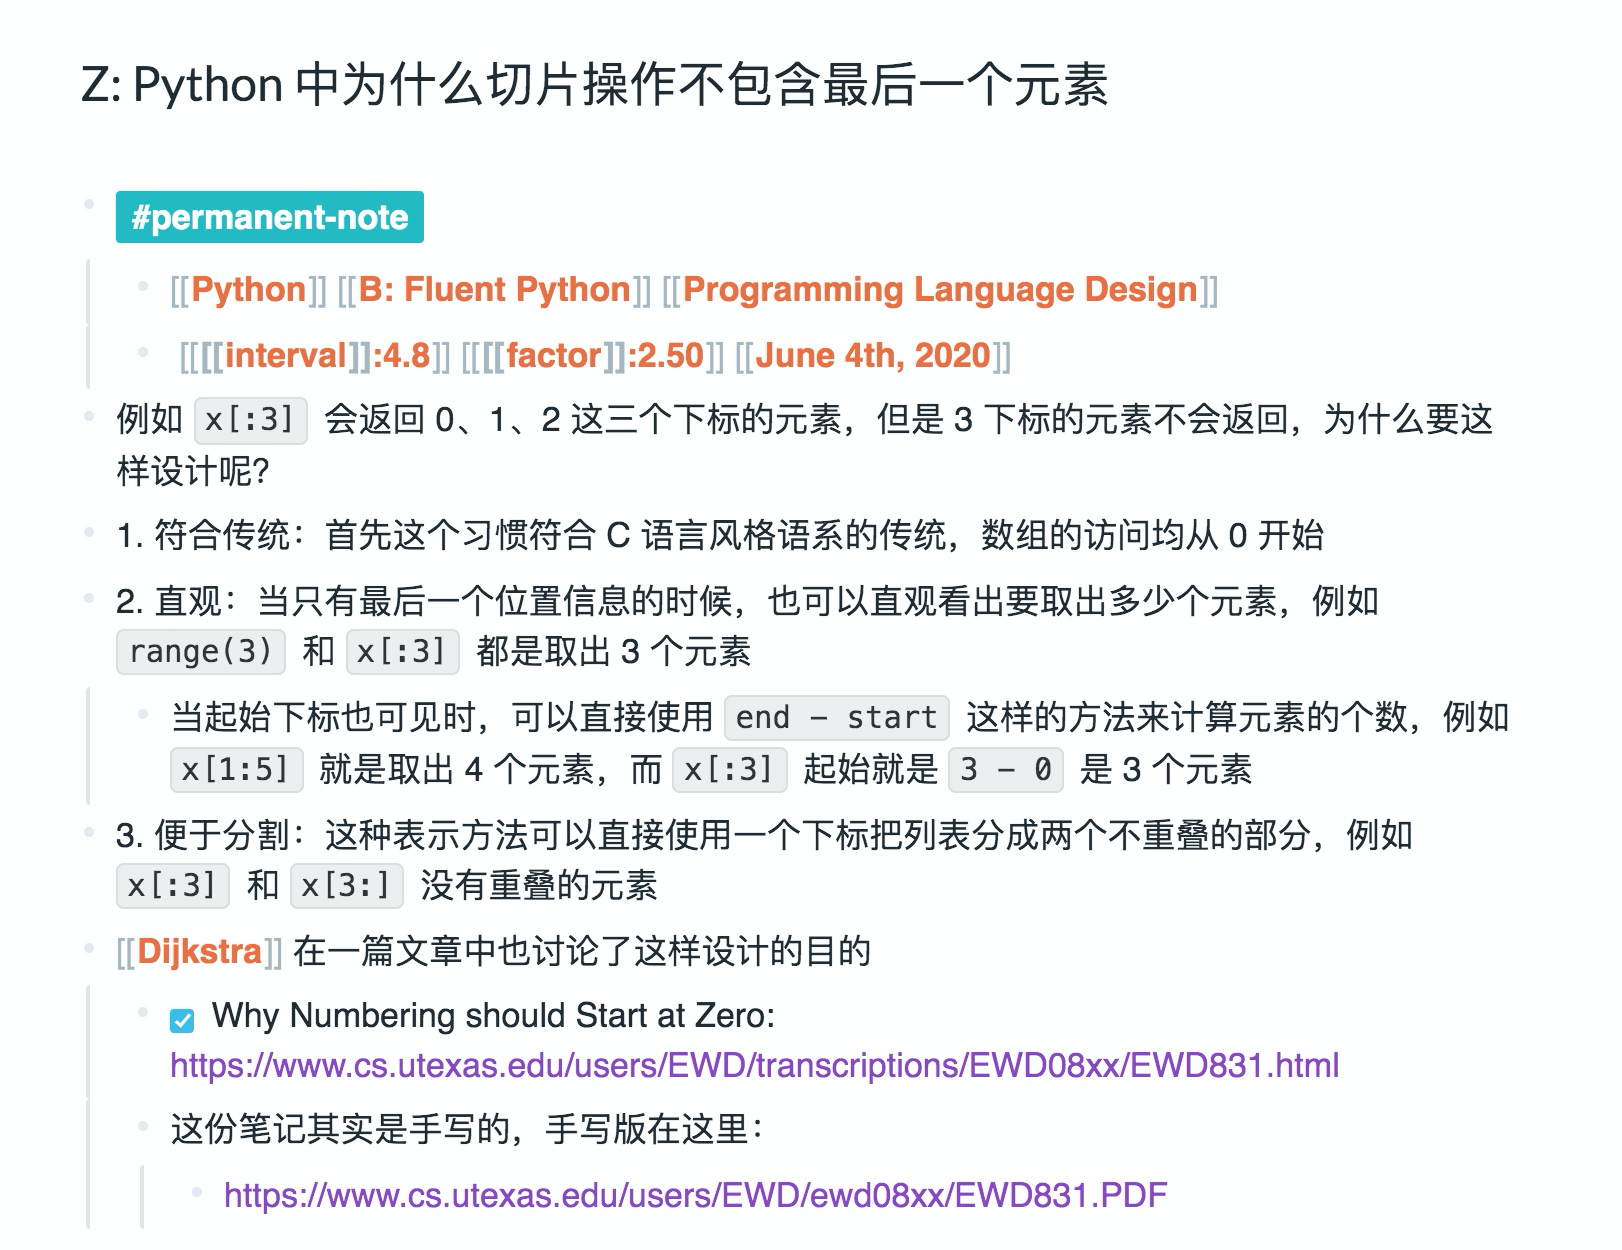 Z: Python 中为什么切片操作不包含最后一个元素
#permanent-note
[[Python]] [[B: Fluent Python]] [[Programming Language Design]]
[[[[interval]]:4.8]] [[[[factor]]:2.50]] [[June 4th, 2020]]
例如 x[:3] 会返回 0、1、2 这三个下标的元素，但是 3 下标的元素不会返回，为什么要这
样设计呢？
1. 符合传统：首先这个习惯符合 C 语言风格语系的传统，数组的访问均从 0 开始
2. 直观：当只有最后一个位置信息的时候，也可以直观看出要取出多少个元素，例如
range(3) 和 x[:3] 都是取出 3 个元素
当起始下标也可见时，可以直接使用 end - start 这样的方法来计算元素的个数，例如
x[1:5] 就是取出 4 个元素，而 x[:3] 起始就是 3 - 0 是 3 个元素
3. 便于分割：这种表示方法可以直接使用一个下标把列表分成两个不重叠的部分，例如
x[:3] 和 x[3:] 没有重叠的元素
[[Dijkstra]] 在一篇文章中也讨论了这样设计的目的
Why Numbering should Start at Zero:
https://www.cs.utexas.edu/users/EWD/transcriptions/EWD08xx/EWD831.html
这份笔记其实是手写的，手写版在这里：
https://www.cs.utexas.edu/users/EWD/ewd08xx/EWD831.PDF